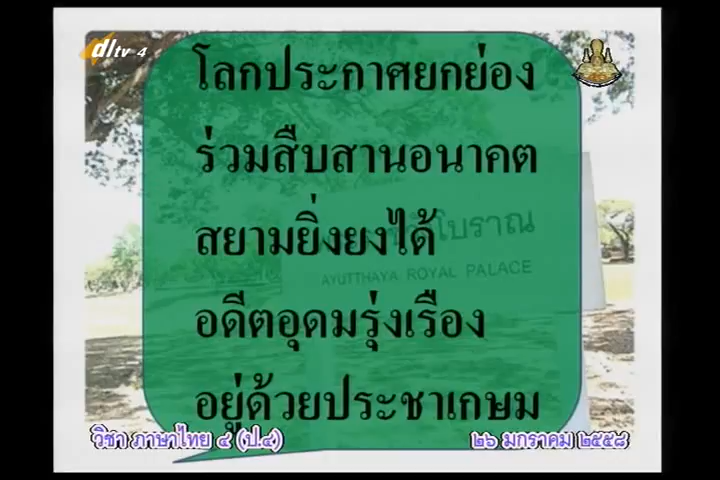 dltv 4
โลกประกาศยกย่อง
ร่วมสืบสานอนาคต
สยามยิ่งยงได้
โบราณ
AYUTTHAYA ROYAL PALACE
อดีตอุดมรุ่งเรือง
อยู่ด้วยประชาเกษม
วิชา ภาษาไทย ๔ (ป.๔)
๒๖ มกราคม ๒๕๕๘